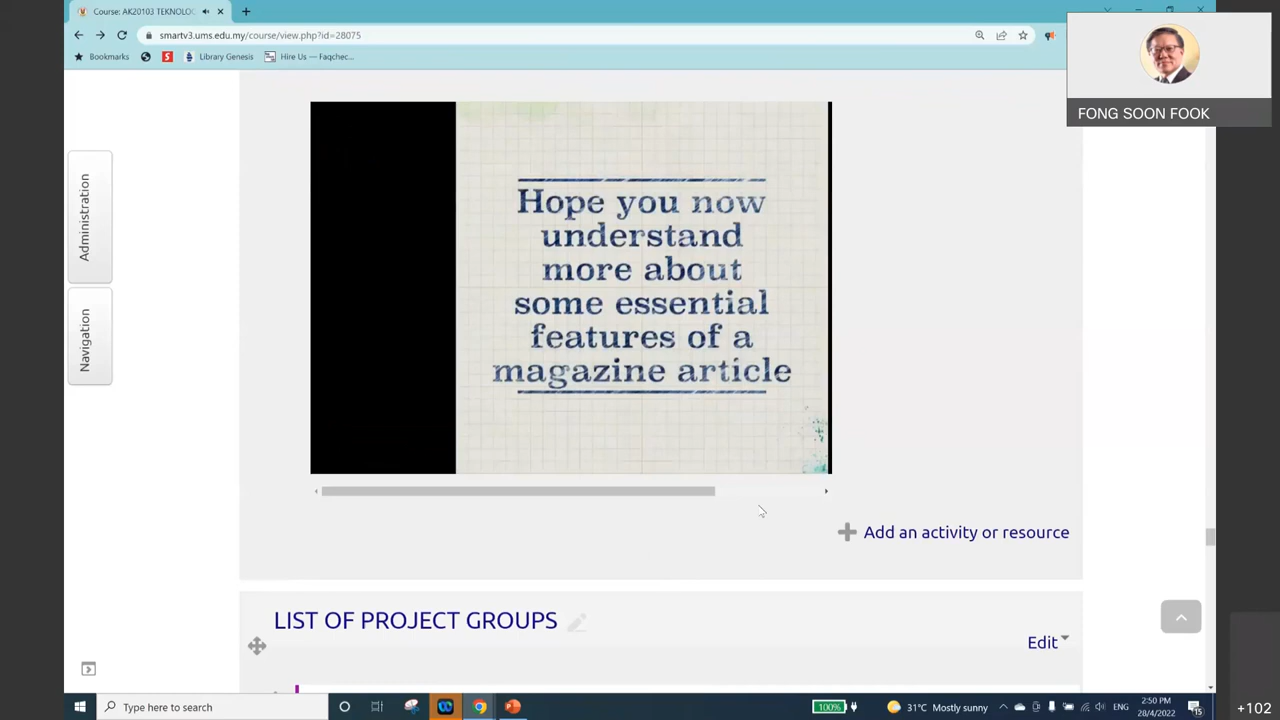 Course: AK20103 TEKNOLOG
smartv3.ums.edu.my/course/view.php?id=28075
Bookmarks
S
Library Genesis
Hire Us — Faqchec...
FONG SOON FOOK
Administration
Navigation
Hope you now
understand
more about
some essential
features of a
magazine article
Add an activity or resource
LIST OF PROJECT GROUPS
Edit
Type here to search
100%
31°C Mostly sunny
ENG
2:50 PM
28/4/2022
15
+102